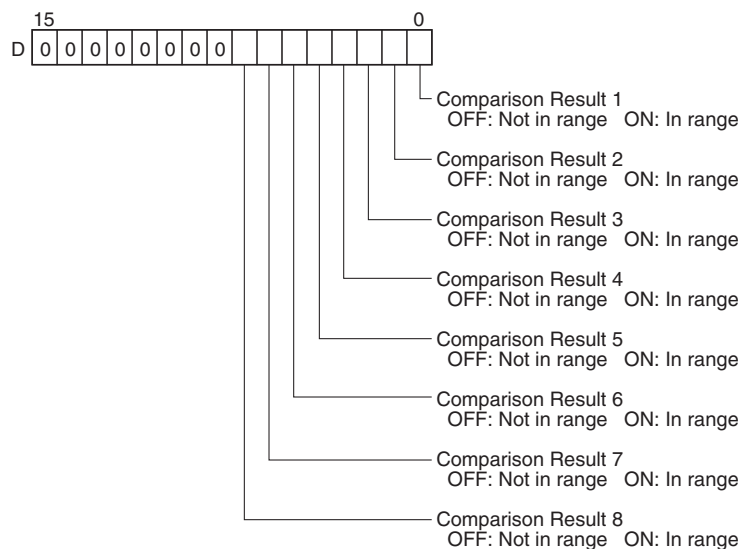 15 0
D 0 0 0 0 0 0 0 0
Comparison Result 1
OFF: Not in range ON: In range
Comparison Result 2
OFF: Not in range ON: In range
Comparison Result 3
OFF: Not in range ON: In range
Comparison Result 4
OFF: Not in range ON: In range
Comparison Result 5
OFF: Not in range ON: In range
Comparison Result 6
OFF: Not in range ON: In range
Comparison Result 7
OFF: Not in range ON: In range
Comparison Result 8
OFF: Not in range ON: In range